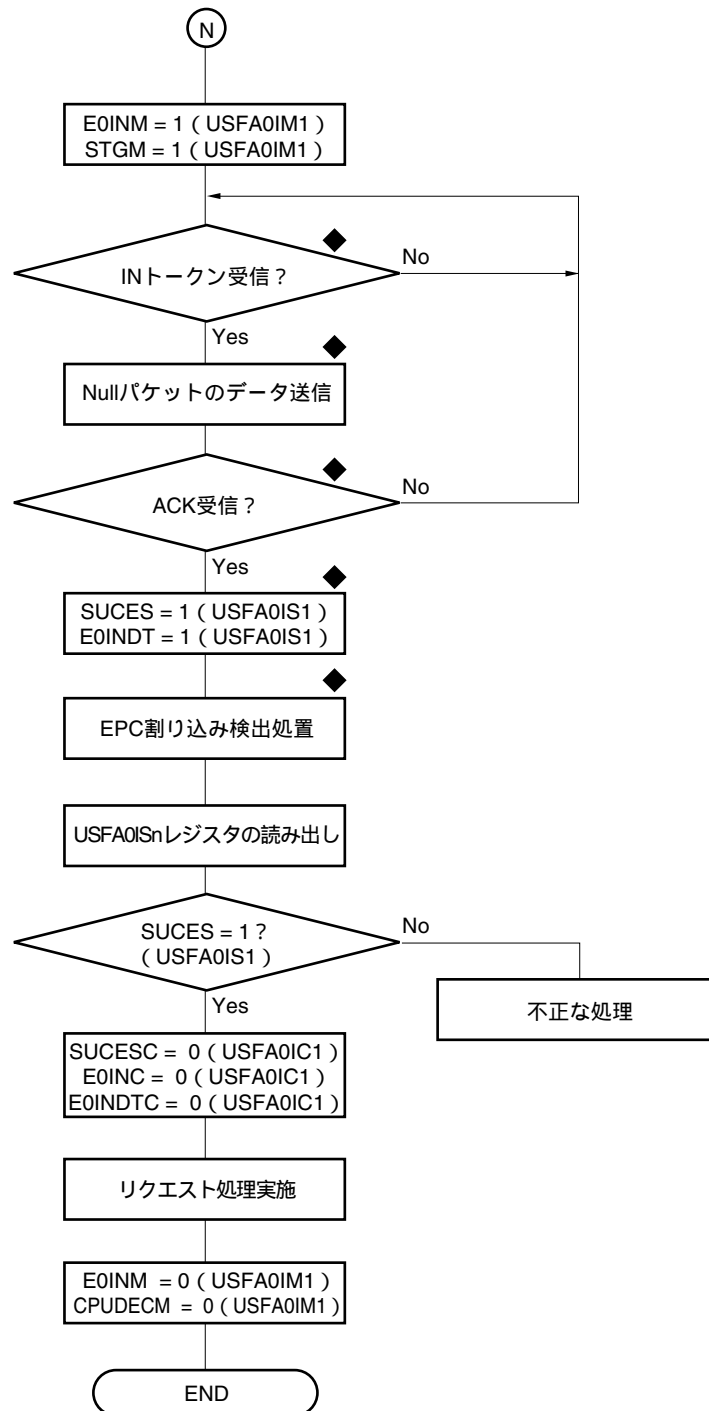 N
E0INM = 1 ( USFA0IM1 )
STGM = 1 ( USFA0IM1 )
INトークン受信？
No
Yes
Nullパケットのデータ送信
ACK受信？
No
Yes
SUCES = 1 ( USFA0IS1 )
E0INDT = 1 ( USFA0IS1 )
EPC割り込み検出処置
USFA0ISnレジスタの読み出し
SUCES = 1？
( USFA0IS1 )
No
Yes
不正な処理
SUCESC = 0 ( USFA0IC1 )
E0INC = 0 ( USFA0IC1 )
E0INDTC = 0 ( USFA0IC1 )
リクエスト処理実施
E0INM = 0 ( USFA0IM1 )
CPUDECM = 0 ( USFA0IM1 )
END